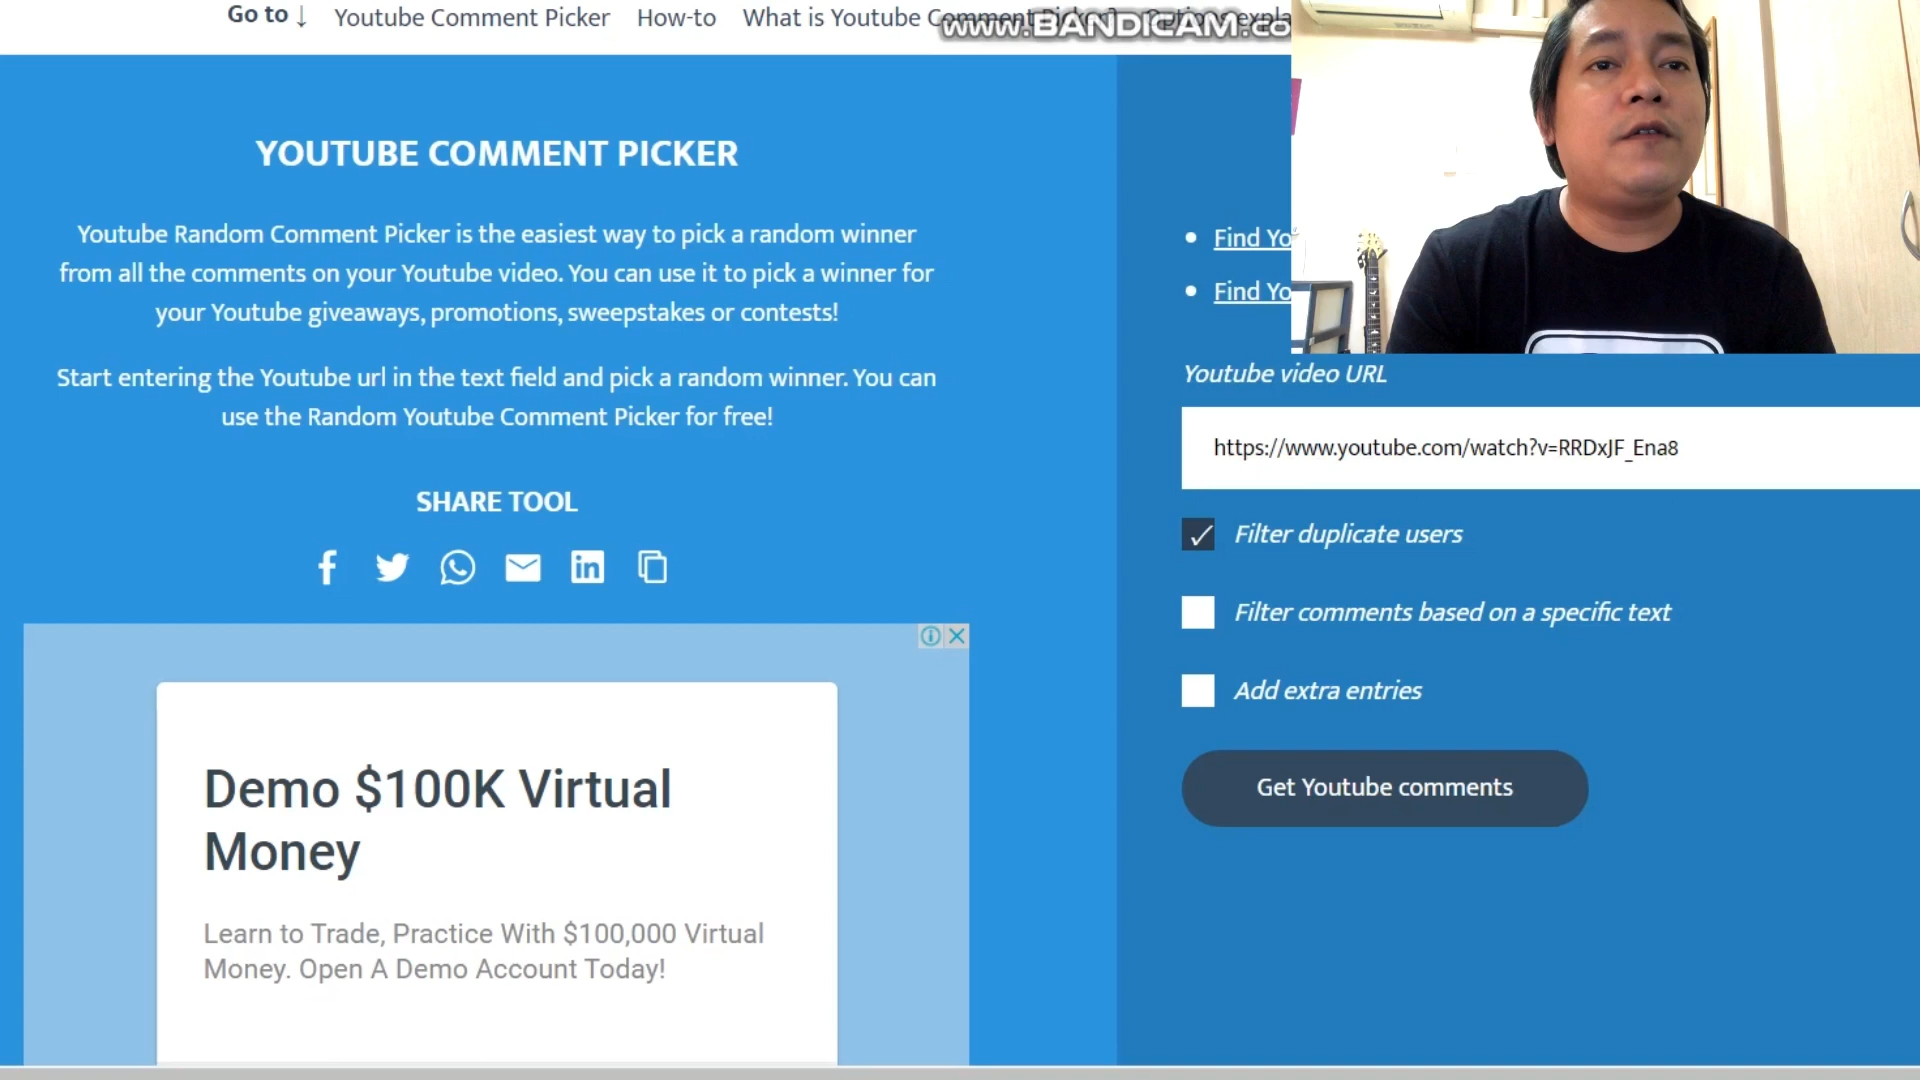 Go to ↓ Youtube Comment Picker How-to What is Youtube Comment Picker?
www.BANDICAM.co
YOUTUBE COMMENT PICKER
Youtube Random Comment Picker is the easiest way to pick a random winner
from all the comments on your Youtube video. You can use it to pick a winner for
your Youtube giveaways, promotions, sweepstakes or contests!
Start entering the Youtube url in the text field and pick a random winner. You can
use the Random Youtube Comment Picker for free!
SHARE TOOL
Demo $100K Virtual
Money
Learn to Trade, Practice With $100,000 Virtual
Money. Open A Demo Account Today!
Find Yo
Find Yo
Youtube video URL
https://www.youtube.com/watch?v=RRDxJF_Ena8
Filter duplicate users
Filter comments based on a specific text
Add extra entries
Get Youtube comments